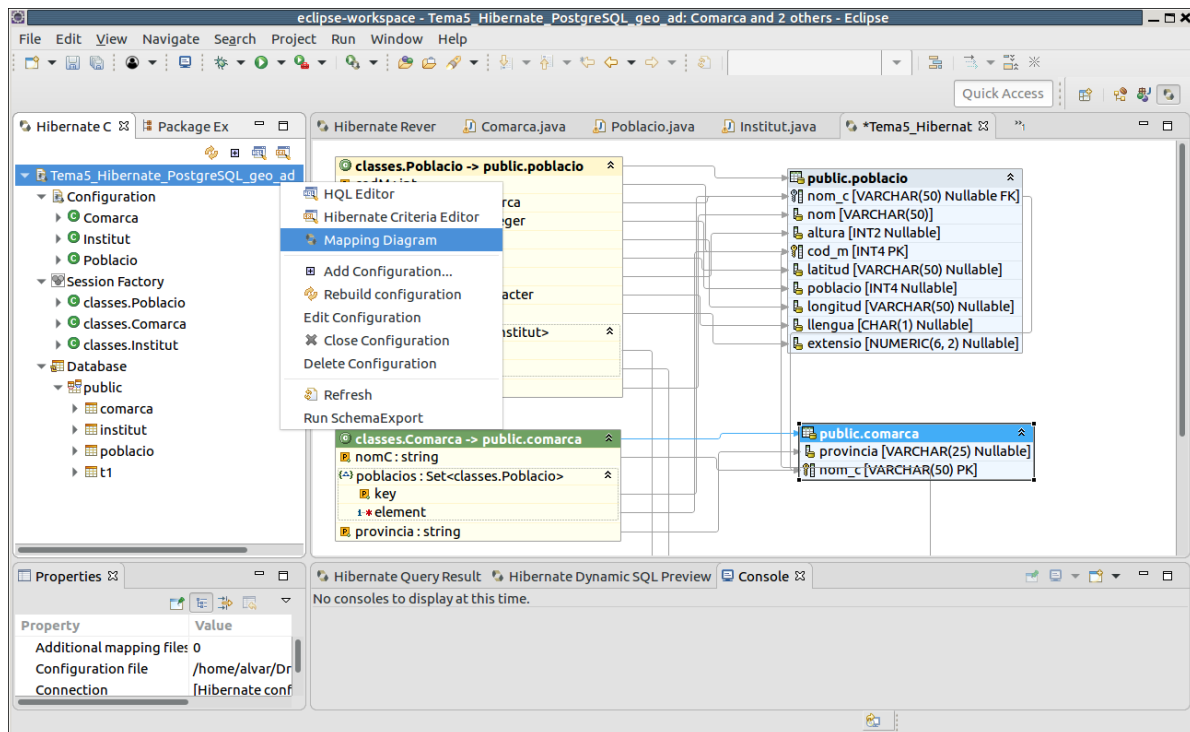 eclipse-workspace - Tema5_Hibernate_PostgreSQL_geo_ad: Comarca and 2 others - Eclipse
File Edit View Navigate Search Project Run Window Help
Quick Access
Hibernate C Package Ex
Hibernate Rever Comarca.java Poblacio.java Institut.java *Tema5_Hibernat »1
Tema5_Hibernate_PostgreSQL_geo_ad
Configuration
Comarca
Institut
Poblacio
Session Factory
classes.Poblacio
classes.Comarca
classes.Institut
Database
public
comarca
institut
poblacio
t1
HQL Editor
Hibernate Criteria Editor
Mapping Diagram
Add Configuration...
Rebuild configuration
Edit Configuration
Close Configuration
Delete Configuration
Refresh
Run SchemaExport
classes.Poblacio -> public.poblacio
rca
ger
acter
nstitut>
classes.Comarca -> public.comarca
nomC : string
poblacios : Set<classes.Poblacio>
key
element
provincia : string
public.poblacio
nom_c [VARCHAR(50) Nullable FK]
nom [VARCHAR(50)]
altura [INT2 Nullable]
cod_m [INT4 PK]
latitud [VARCHAR(50) Nullable]
poblacio [INT4 Nullable]
longitud [VARCHAR(50) Nullable]
llengua [CHAR(1) Nullable]
extensio [NUMERIC(6, 2) Nullable]
public.comarca
provincia [VARCHAR(25) Nullable]
nom_c [VARCHAR(50) PK]
Properties
Property Value
Additional mapping files 0
Configuration file /home/alvar/Dr
Connection [Hibernate conf
Hibernate Query Result Hibernate Dynamic SQL Preview Console
No consoles to display at this time.